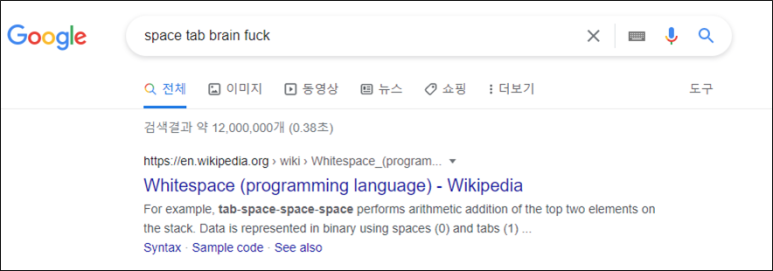 Google
space tab brain fuck
전체 이미지 동영상 뉴스 쇼핑 더보기 도구
검색결과 약 12,000,000개 (0.38초)
https://en.wikipedia.org › wiki › Whitespace_(program...
Whitespace (programming language) - Wikipedia
For example, tab-space-space-space performs arithmetic addition of the top two elements on
the stack. Data is represented in binary using spaces (0) and tabs (1) ...
Syntax · Sample code · See also